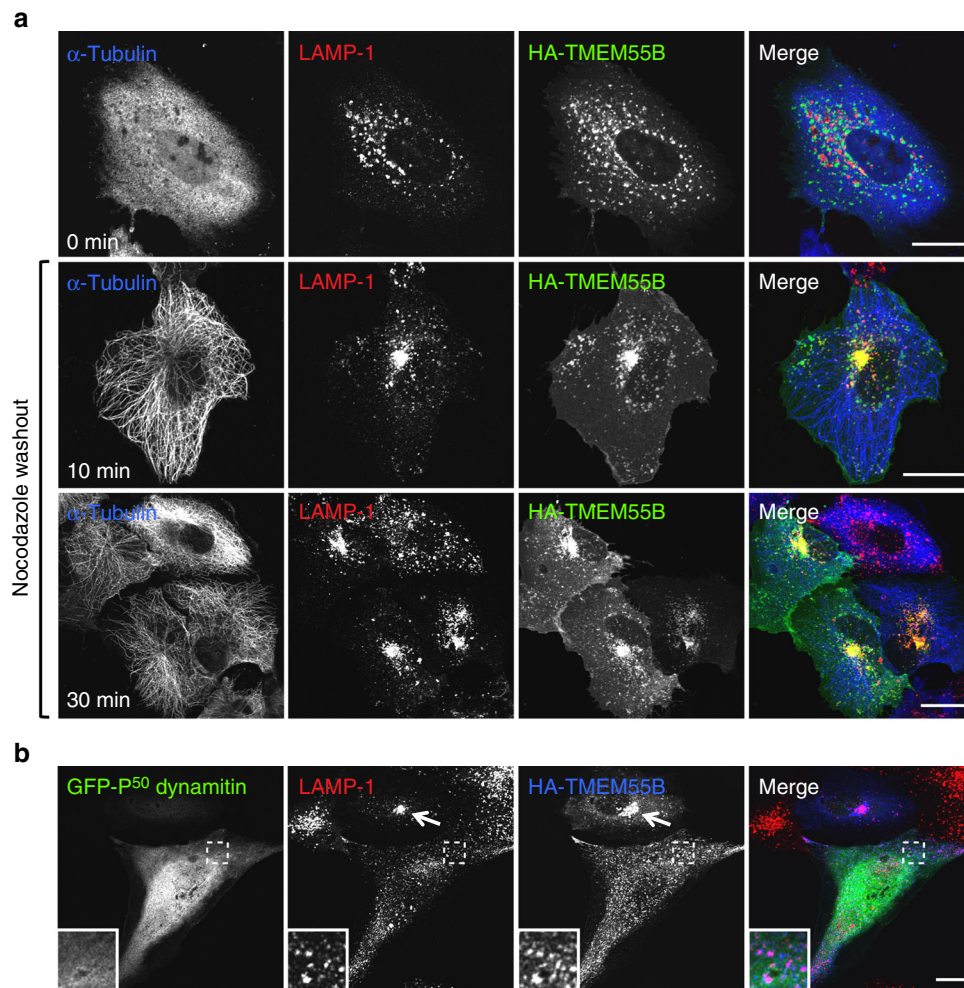 a
α-Tubulin LAMP-1 HA-TMEM55B Merge
0 min
α-Tubulin LAMP-1 HA-TMEM55B Merge
10 min
α-Tubulin LAMP-1 HA-TMEM55B Merge
30 min
Nocodazole washout
b
GFP-P⁵⁰ dynamitin LAMP-1 HA-TMEM55B Merge